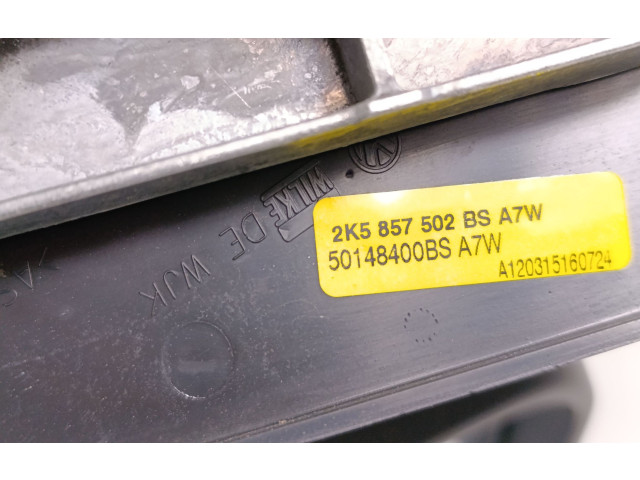 WILKE DE WJK
2K5 857 502 BS A7W
50148400BS A7W
A120315160724